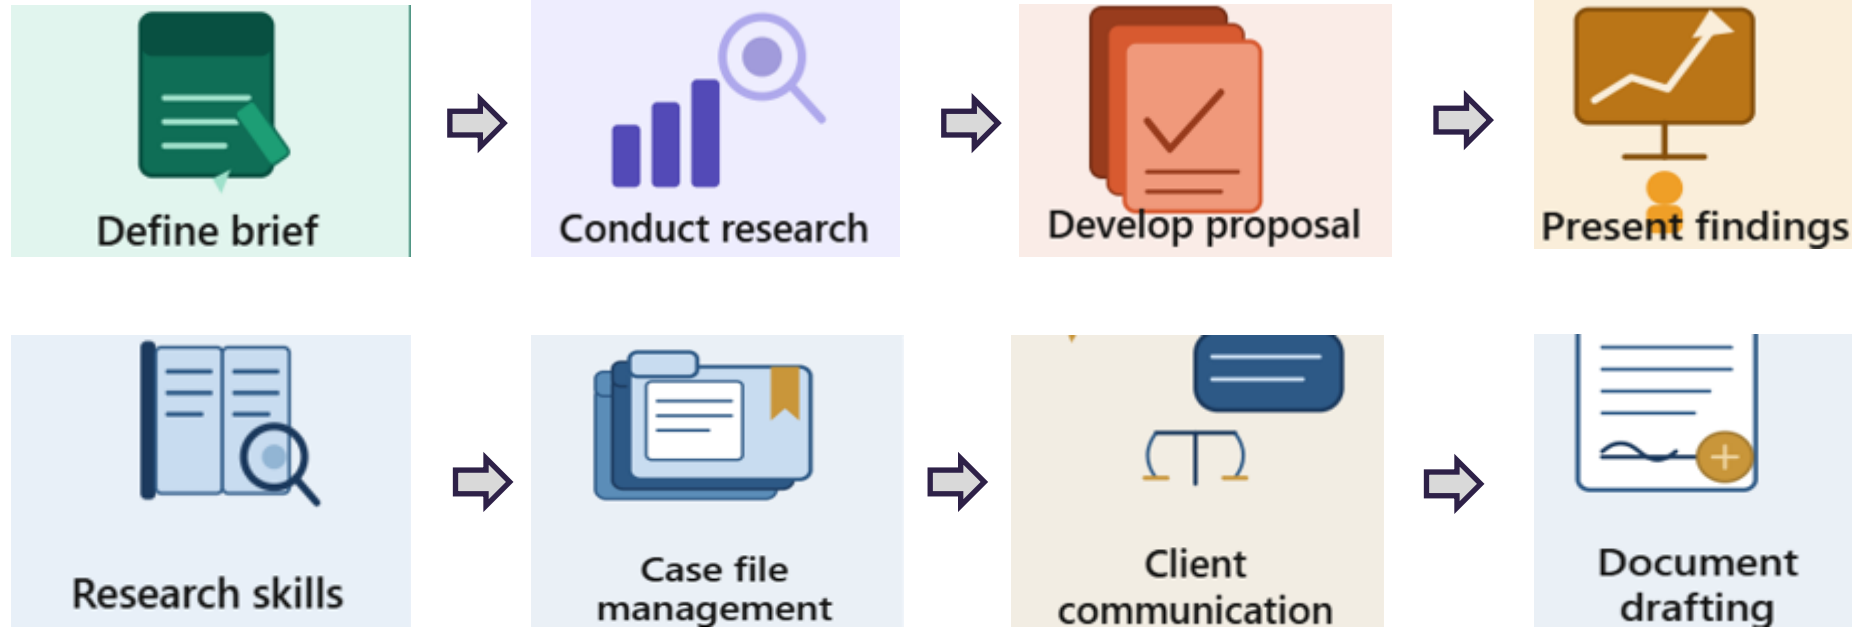 Define brief
Conduct research
Develop proposal
Present findings
Research skills
Case file
management
Client
communication
Document
drafting